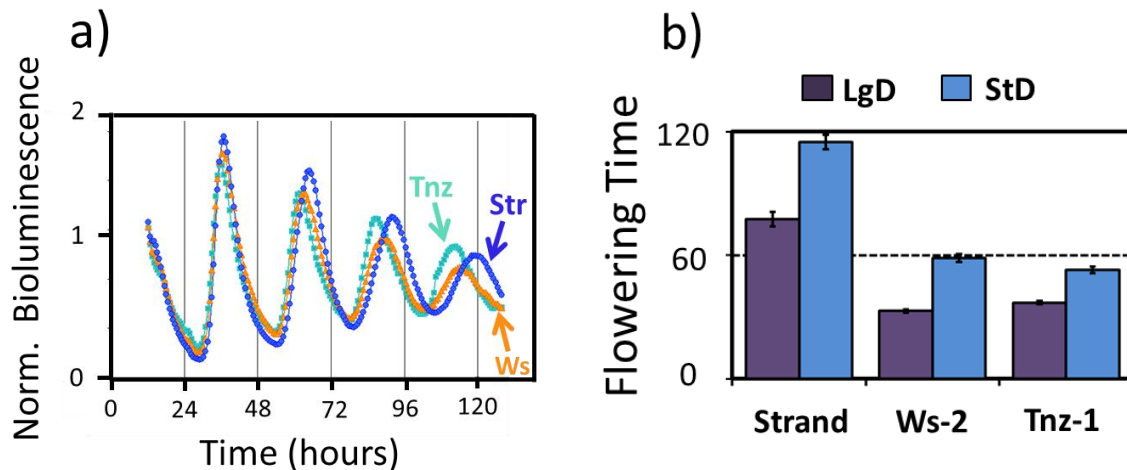 a)
Norm. Bioluminescence
2
1
0
Tnz
Str
Ws
0 24 48 72 96 120
Time (hours)
b)
LgD StD
Flowering Time
120
60
0
Strand Ws-2 Tnz-1